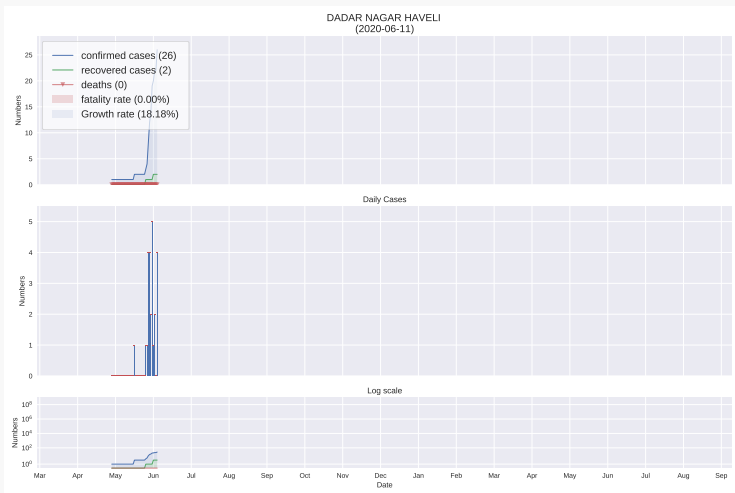 DADAR NAGAR HAVELI
(2020-06-11)
confirmed cases (26)
recovered cases (2)
deaths (0)
fatality rate (0.00%)
Growth rate (18.18%)
Numbers
25
20
15
10
5
0
Daily Cases
Numbers
5
4
3
2
1
0
Log scale
Numbers
10⁸
10⁶
10⁴
10²
10⁰
Mar Apr May Jun Jul Aug Sep Oct Nov Dec Jan Feb Mar Apr May Jun Jul Aug Sep
Date